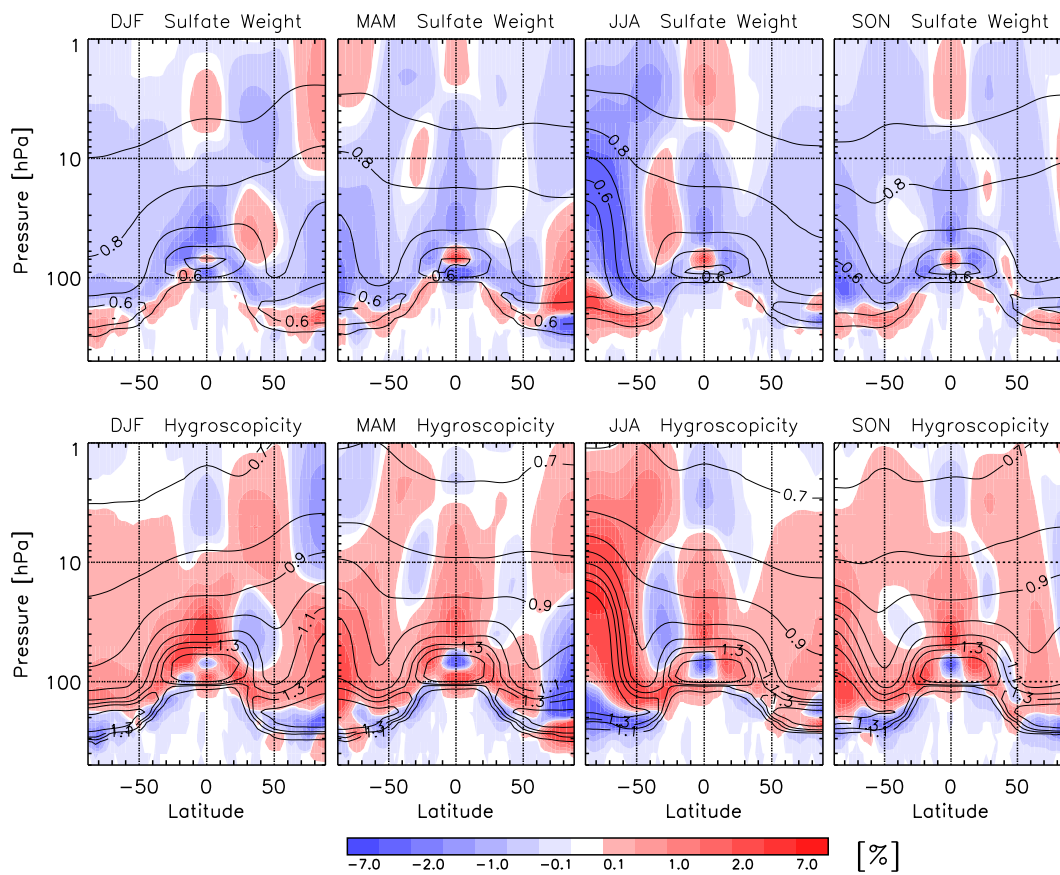 DJF Sulfate Weight
MAM Sulfate Weight
JJA Sulfate Weight
SON Sulfate Weight
Pressure [hPa]
1
10
100
0.8
0.6
0.6
0.6
0.8
0.6
0.6
0.6
0.8
0.6
0.6
0.8
0.6
0.6
−50 0 50
−50 0 50
−50 0 50
−50 0 50
DJF Hygroscopicity
MAM Hygroscopicity
JJA Hygroscopicity
SON Hygroscopicity
Pressure [hPa]
1
10
100
0.7
0.9
1.1
1.3
1.3
1.3
0.7
0.9
1.3
1.1
1.3
1.3
0.7
0.9
1.3
1.3
1.1
0.7
0.9
1.3
1.3
−50 0 50
−50 0 50
−50 0 50
−50 0 50
Latitude
Latitude
Latitude
Latitude
-7.0 -2.0 -1.0 -0.1 0.1 1.0 2.0 7.0
[%]